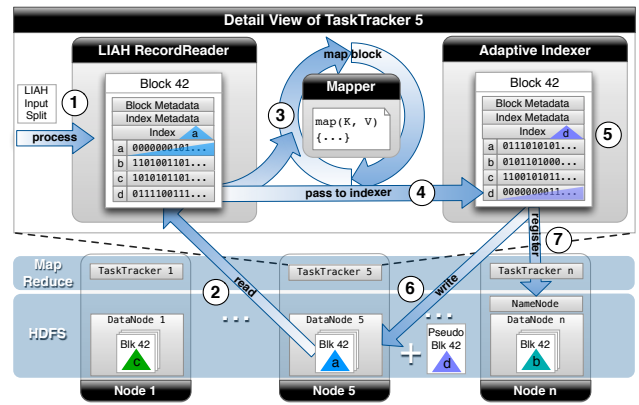 Detail View of TaskTracker 5
LIAH RecordReader
Adaptive Indexer
map block
LIAH
Input
Split
1
process
Block 42
Block Metadata
Index Metadata
Index a
a 0000000101...
b 1101001101...
c 1010101101...
d 0111100111...
3
Mapper
map(K, V)
{...}
pass to indexer
4
Block 42
Block Metadata
Index Metadata
Index d
a 0111010101...
b 0101101000...
c 1100101011...
d 0000000011...
5
register
7
Map
Reduce
TaskTracker 1
TaskTracker 5
TaskTracker n
2
read
6
write
...
...
HDFS
NameNode
DataNode 1
Blk 42
c
DataNode 5
Blk 42
a
+
Pseudo
Blk 42
d
DataNode n
Blk 42
b
Node 1
Node 5
Node n